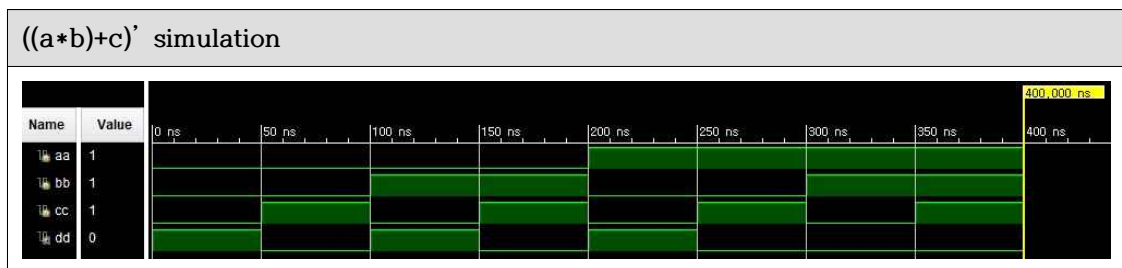 ((a*b)+c)’ simulation
400,000 ns
Name Value 0 ns 50 ns 100 ns 150 ns 200 ns 250 ns 300 ns 350 ns 400 ns
aa 1
bb 1
cc 1
dd 0